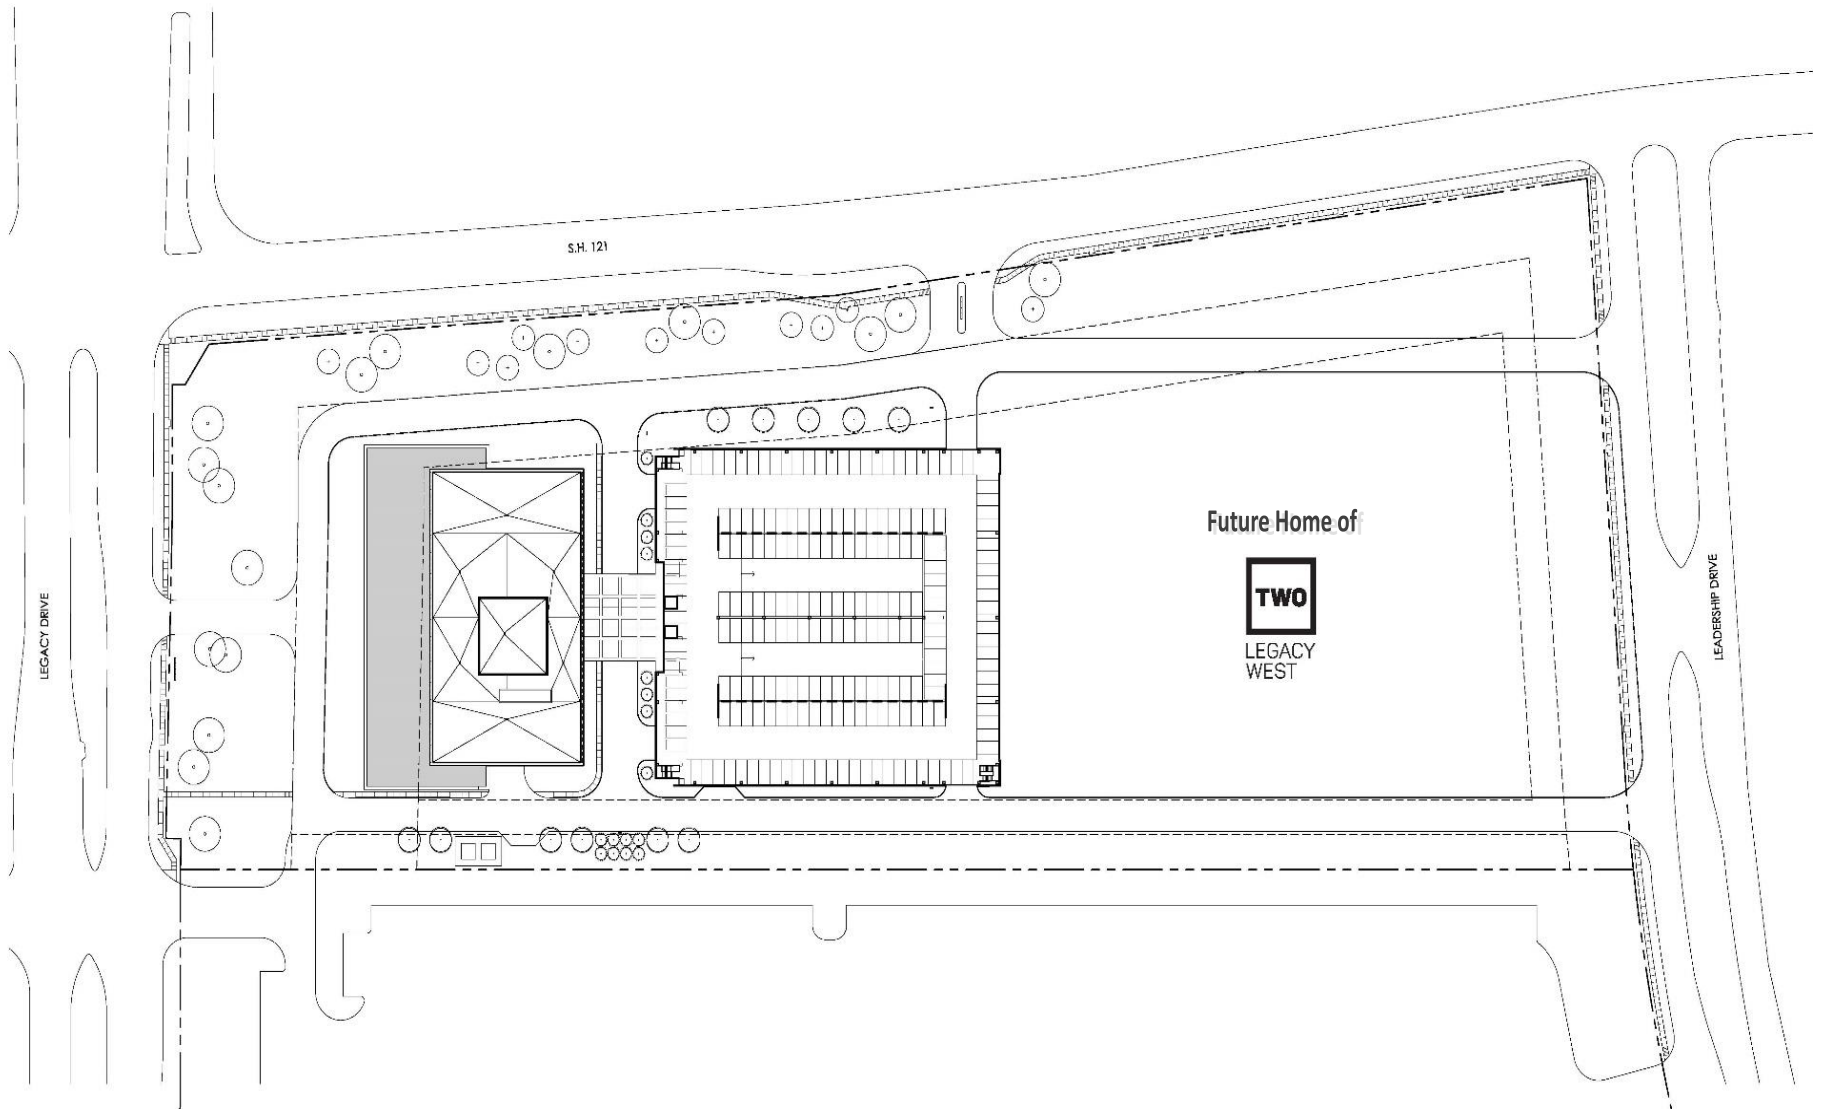 S.H. 121
Future Home of
TWO
LEGACY
WEST
LEGACY DRIVE
LEADERSHIP DRIVE